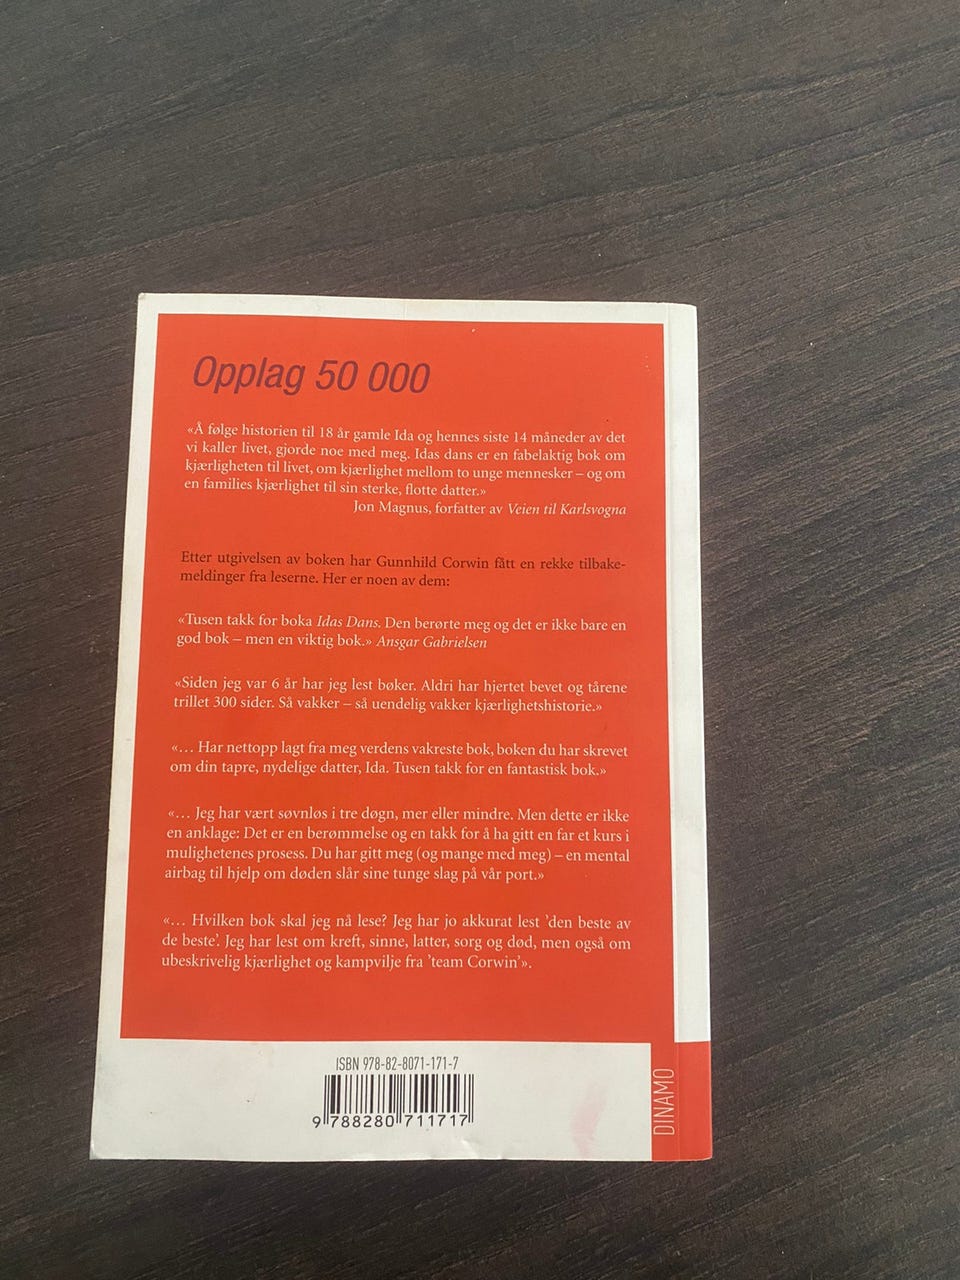 Opplag 50 000
«Å følge historien til 18 år gamle Ida og hennes siste 14 måneder av det
vi kaller livet, gjorde noe med meg. Idas dans er en fabelaktig bok om
kjærligheten til livet, om kjærlighet mellom to unge mennesker – og om
en families kjærlighet til sin sterke, flotte datter.»
Jon Magnus, forfatter av Veien til Karlsvogna
Etter utgivelsen av boken har Gunnhild Corwin fått en rekke tilbake-
meldinger fra leserne. Her er noen av dem:
«Tusen takk for boka Idas Dans. Den berørte meg og det er ikke bare en
god bok – men en viktig bok.» Ansgar Gabrielsen
«Siden jeg var 6 år har jeg lest bøker. Aldri har hjertet bevet og tårene
trillet 300 sider. Så vakker – så uendelig vakker kjærlighetshistorie.»
«… Har nettopp lagt fra meg verdens vakreste bok, boken du har skrevet
om din tapre, nydelige datter, Ida. Tusen takk for en fantastisk bok.»
«… Jeg har vært søvnløs i tre døgn, mer eller mindre. Men dette er ikke
en anklage: Det er en berømmelse og en takk for å ha gitt en far et kurs i
mulighetenes prosess. Du har gitt meg (og mange med meg) – en mental
airbag til hjelp om døden slår sine tunge slag på vår port.»
«… Hvilken bok skal jeg nå lese? Jeg har jo akkurat lest ’den beste av
de beste’. Jeg har lest om kreft, sinne, latter, sorg og død, men også om
ubeskrivelig kjærlighet og kampvilje fra ’team Corwin’».
ISBN 978-82-8071-171-7
9 788280 711717
DINAMO